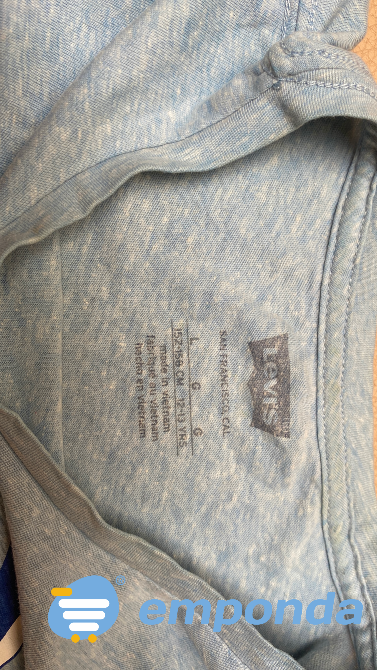 Levi's
SAN FRANCISCO, CAL
L G G
152-158 CM 12-13 YRS
made in vietnam
fabriqué au vietnam
hecho en vietnam
emponda